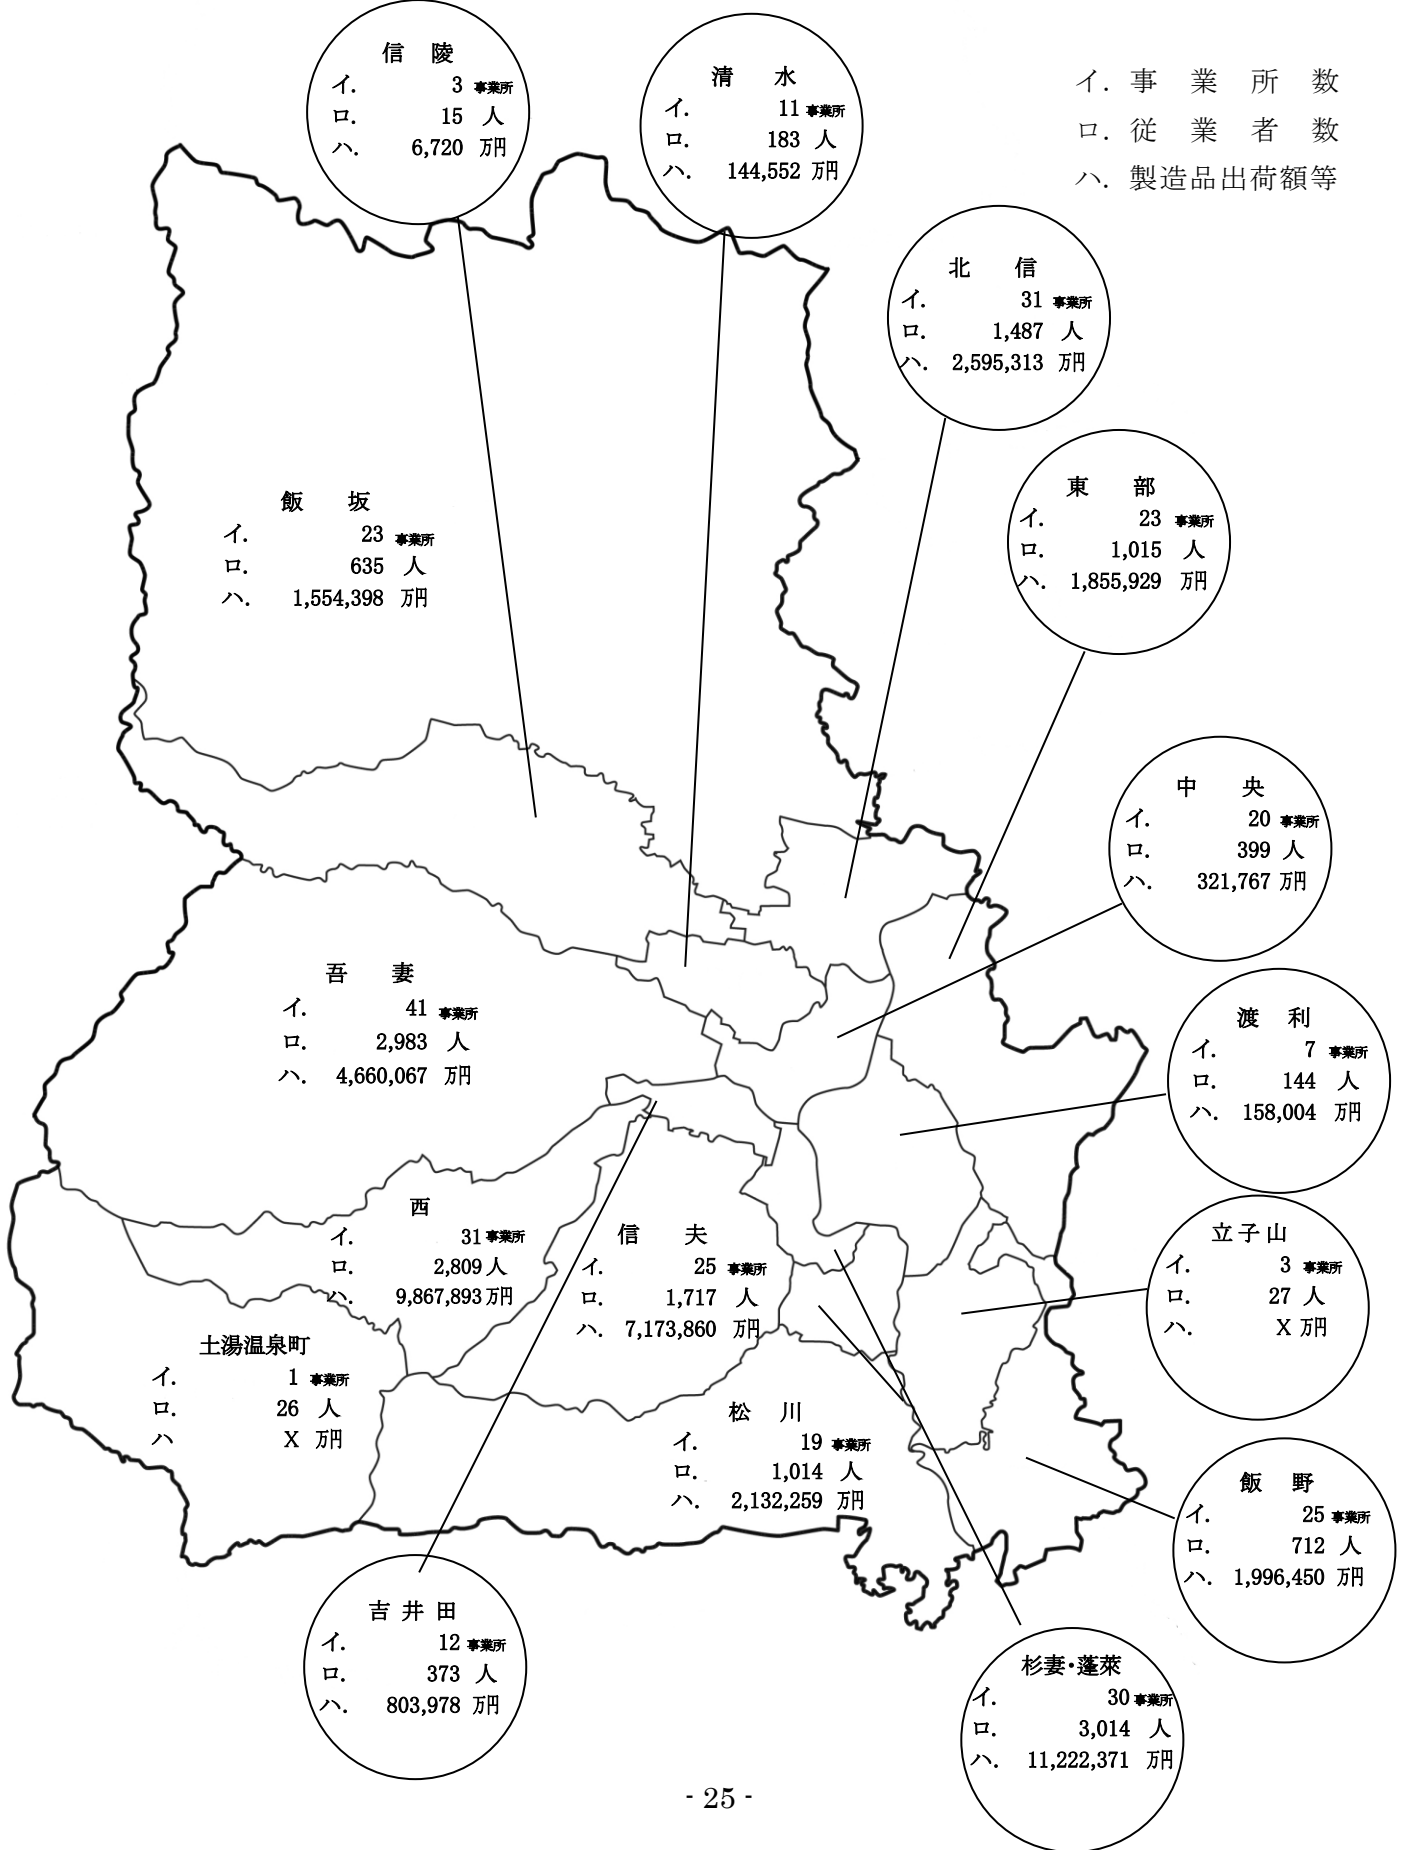 イ. 事業所数
ロ. 従業者数
ハ. 製造品出荷額等
信陵
イ. 3 事業所
ロ. 15 人
ハ. 6,720 万円
清水
イ. 11 事業所
ロ. 183 人
ハ. 144,552 万円
北信
イ. 31 事業所
ロ. 1,487 人
ハ. 2,595,313 万円
東部
イ. 23 事業所
ロ. 1,015 人
ハ. 1,855,929 万円
飯坂
イ. 23 事業所
ロ. 635 人
ハ. 1,554,398 万円
中央
イ. 20 事業所
ロ. 399 人
ハ. 321,767 万円
吾妻
イ. 41 事業所
ロ. 2,983 人
ハ. 4,660,067 万円
渡利
イ. 7 事業所
ロ. 144 人
ハ. 158,004 万円
西
イ. 31 事業所
ロ. 2,809 人
ハ. 9,867,893 万円
信夫
イ. 25 事業所
ロ. 1,717 人
ハ. 7,173,860 万円
立子山
イ. 3 事業所
ロ. 27 人
ハ. X 万円
土湯温泉町
イ. 1 事業所
ロ. 26 人
ハ X 万円
松川
イ. 19 事業所
ロ. 1,014 人
ハ. 2,132,259 万円
飯野
イ. 25 事業所
ロ. 712 人
ハ. 1,996,450 万円
吉井田
イ. 12 事業所
ロ. 373 人
ハ. 803,978 万円
杉妻・蓬莱
イ. 30 事業所
ロ. 3,014 人
ハ. 11,222,371 万円
- 25 -